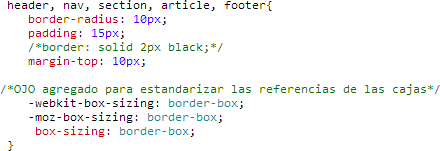 header, nav, section, article, footer{
border-radius: 10px;
padding: 15px;
/*border: solid 2px black;*/
margin-top: 10px;
/*OJO agregado para estandarizar las referencias de las cajas*/
-webkit-box-sizing: border-box;
-moz-box-sizing: border-box;
box-sizing: border-box;
}